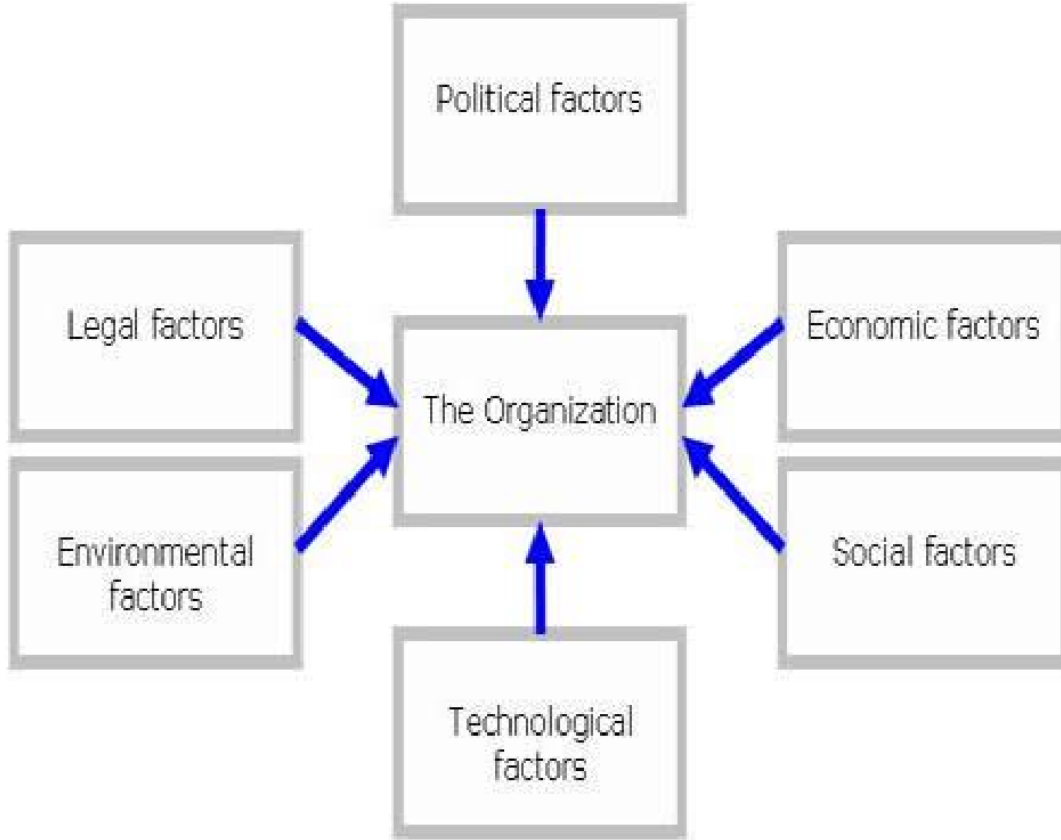 Political factors
Legal factors
Economic factors
The Organization
Environmental
factors
Social factors
Technological
factors